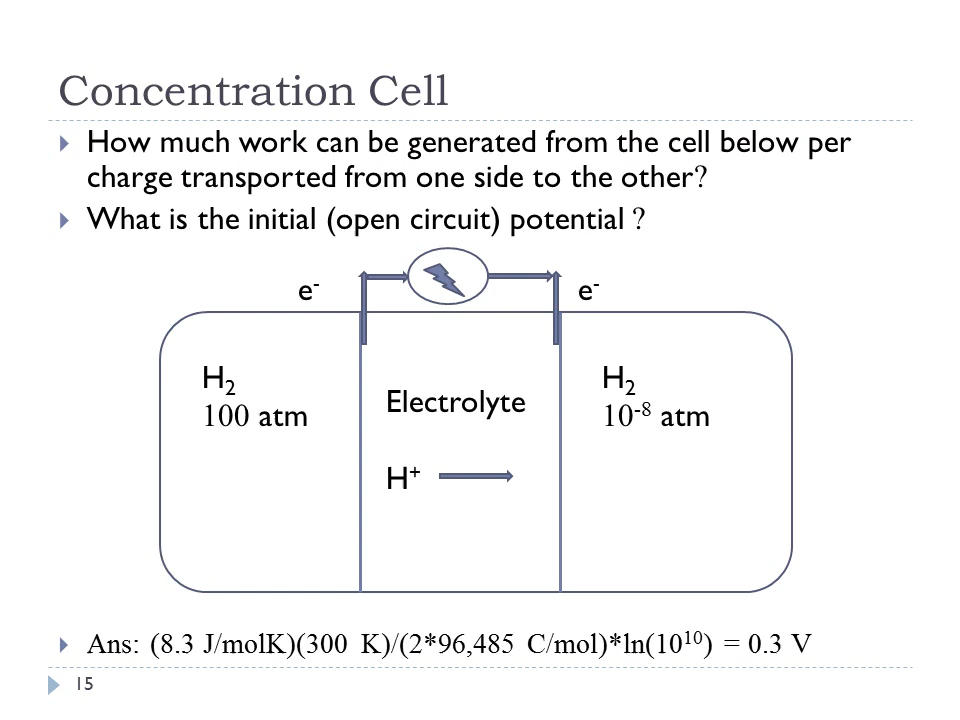 Concentration Cell
How much work can be generated from the cell below per
charge transported from one side to the other?
What is the initial (open circuit) potential ?
e⁻
e⁻
H₂
100 atm
Electrolyte
H⁺
H₂
10⁻⁸ atm
Ans: (8.3 J/molK)(300 K)/(2*96,485 C/mol)*ln(10¹⁰) = 0.3 V
15